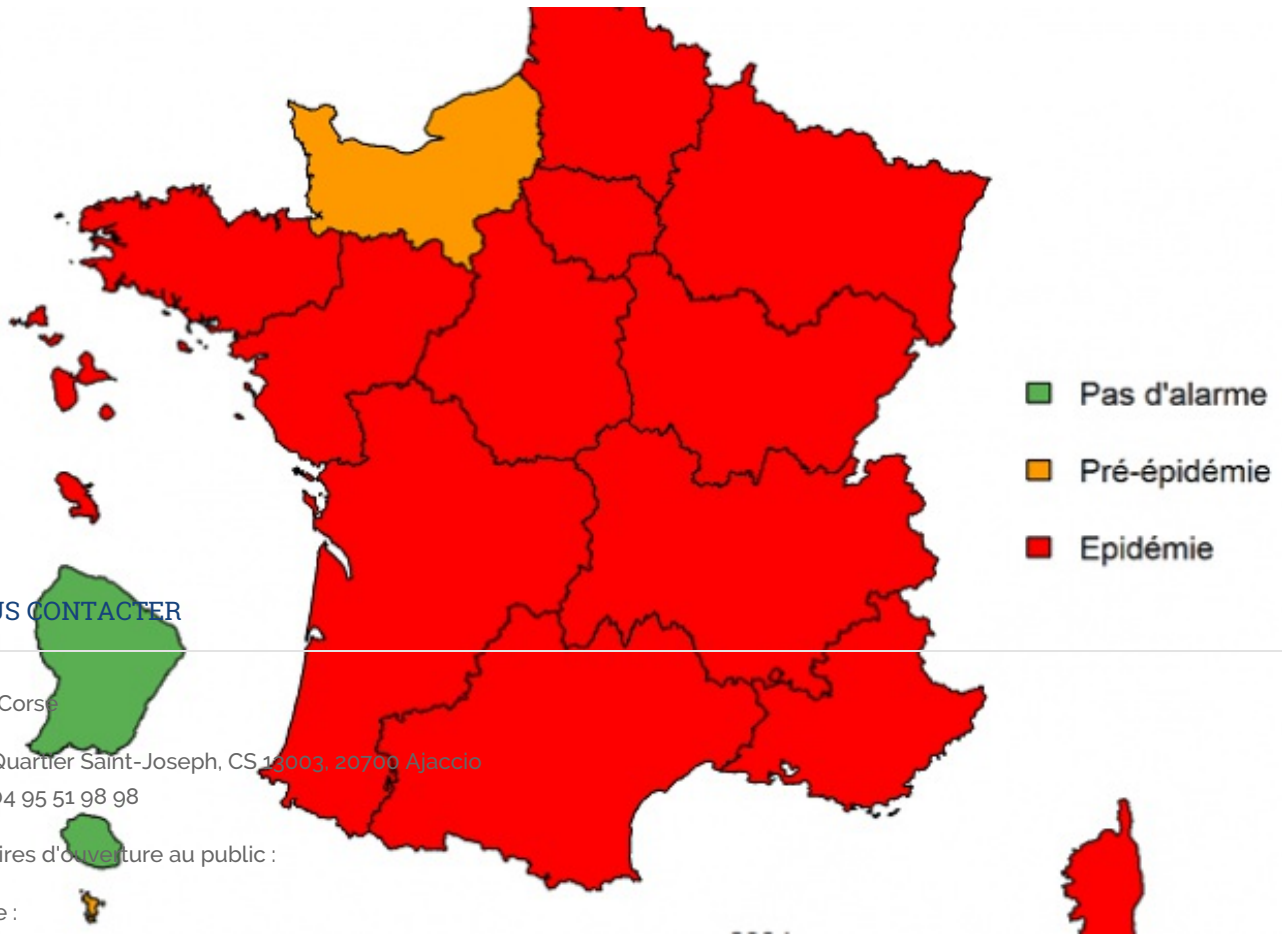 Pas d'alarme
Pré-épidémie
Epidémie
US CONTACTER
Corse
Quartier Saint-Joseph, CS 13003, 20700 Ajaccio
04 95 51 98 98
ires d'ouverture au public :
e :